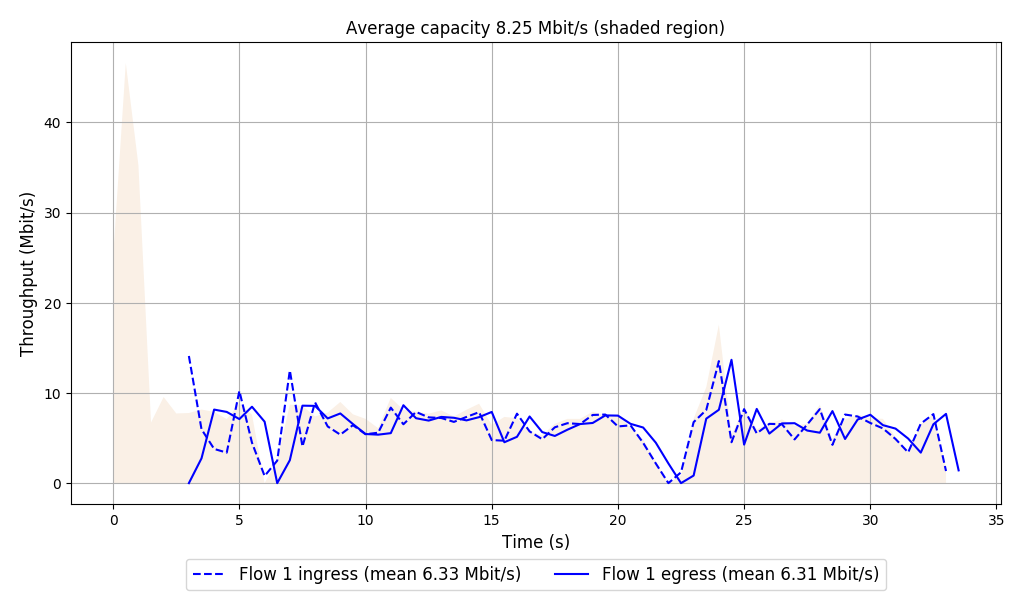 Average capacity 8.25 Mbit/s (shaded region)
Throughput (Mbit/s)
40
30
20
10
0
0 5 10 15 20 25 30 35
Time (s)
Flow 1 ingress (mean 6.33 Mbit/s) Flow 1 egress (mean 6.31 Mbit/s)